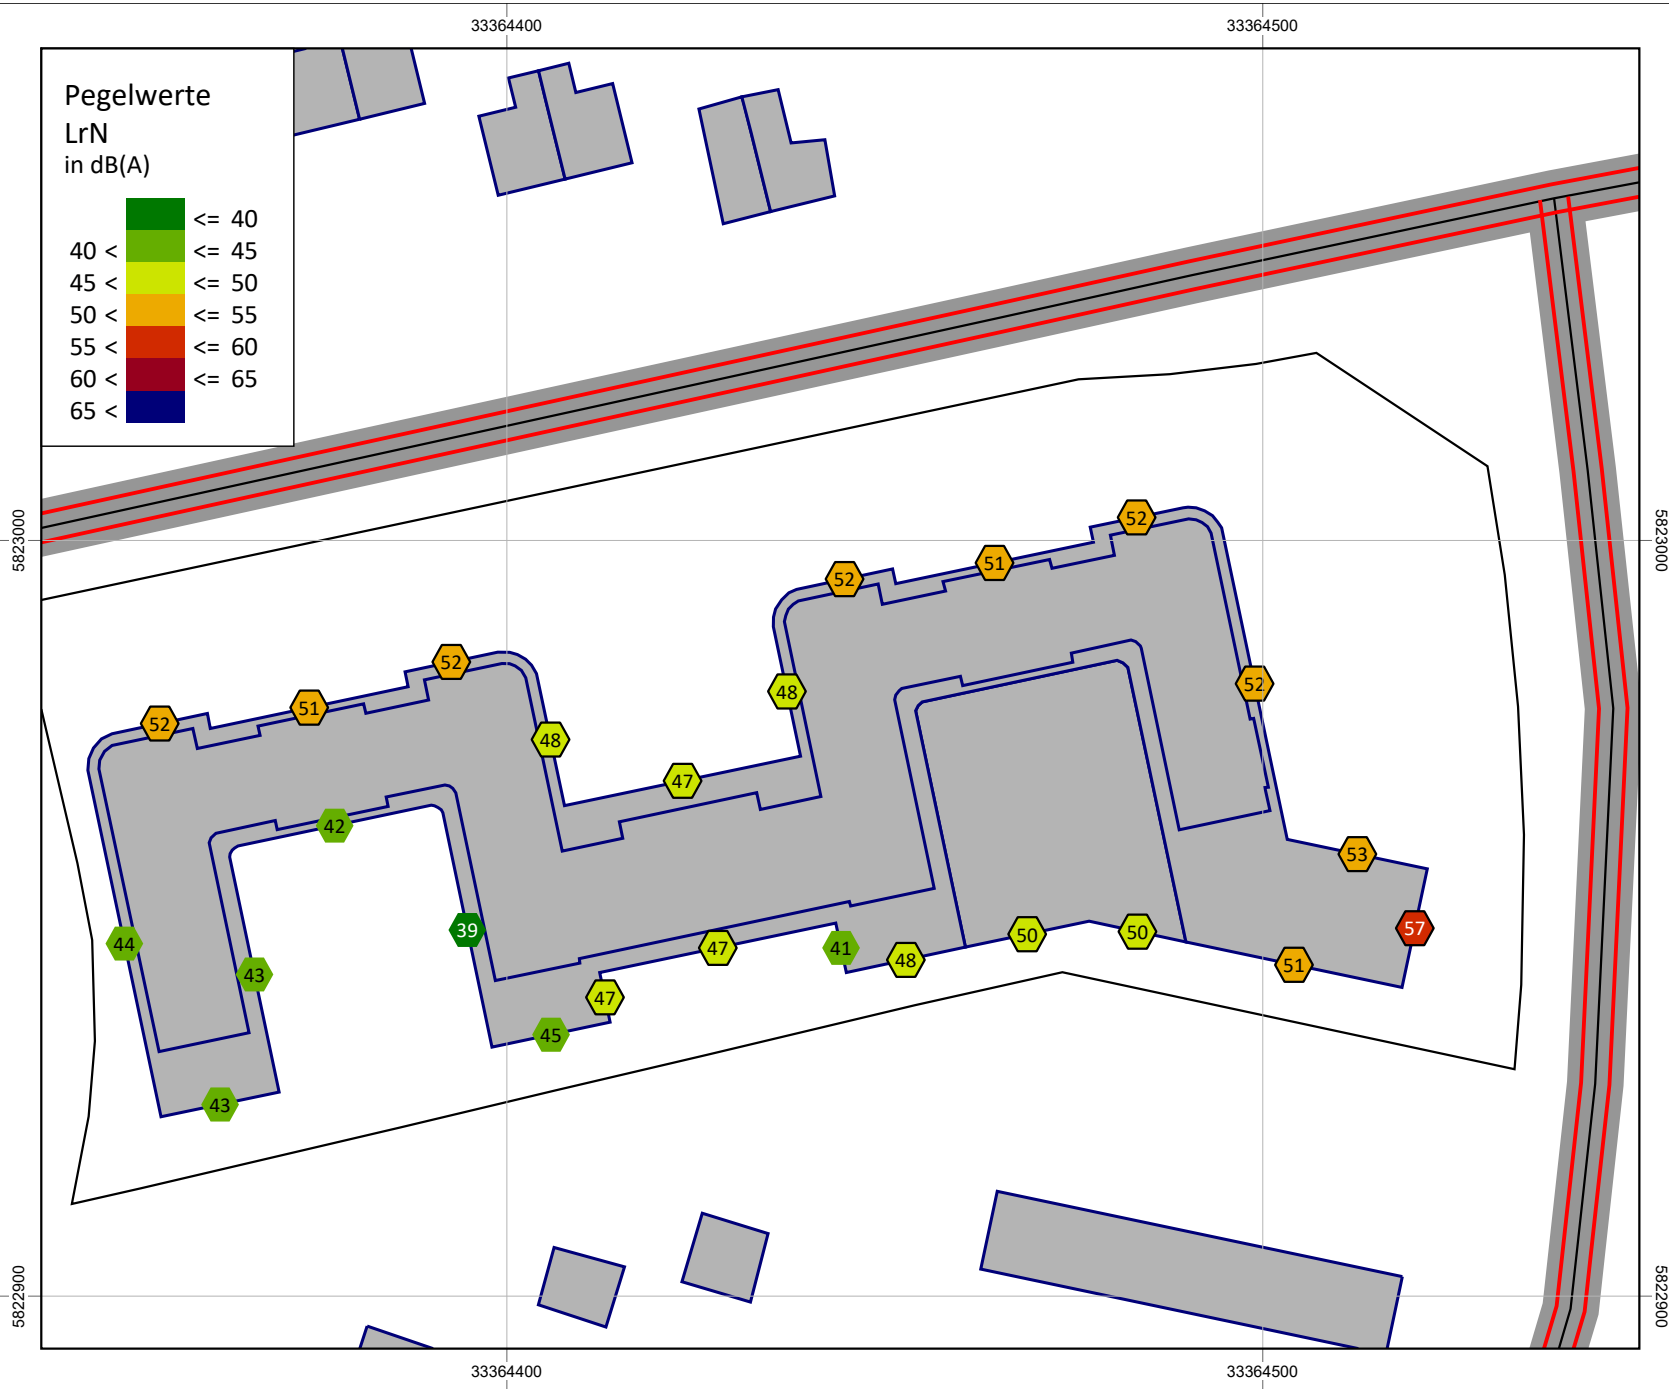 33364400 33364500
Pegelwerte
LrN
in dB(A)
<= 40
40 < <= 45
45 < <= 50
50 < <= 55
55 < <= 60
60 < <= 65
65 <
5823000 5823000
52
52 51
52
52 52
48
51
52
48
47
42
53
39
57
50 50
44 47 41
48
51
43
47
45
43
5822900 5822900
33364400 33364500